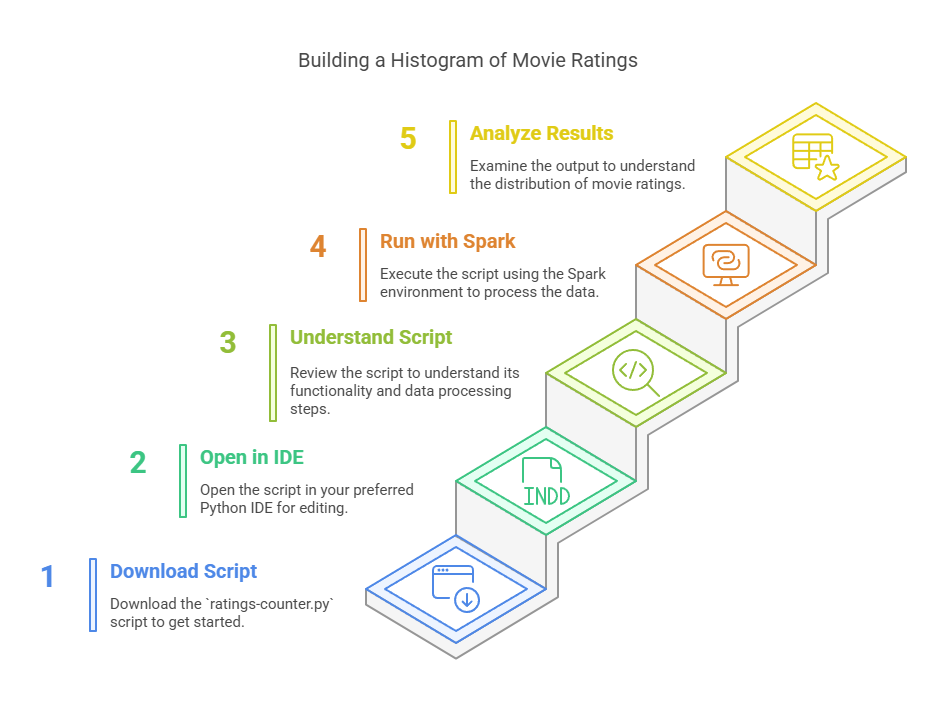 Building a Histogram of Movie Ratings
5
Analyze Results
Examine the output to understand
the distribution of movie ratings.
4
Run with Spark
Execute the script using the Spark
environment to process the data.
3
Understand Script
Review the script to understand its
functionality and data processing
steps.
2
Open in IDE
Open the script in your preferred
Python IDE for editing.
INDD
1
Download Script
Download the `ratings-counter.py`
script to get started.